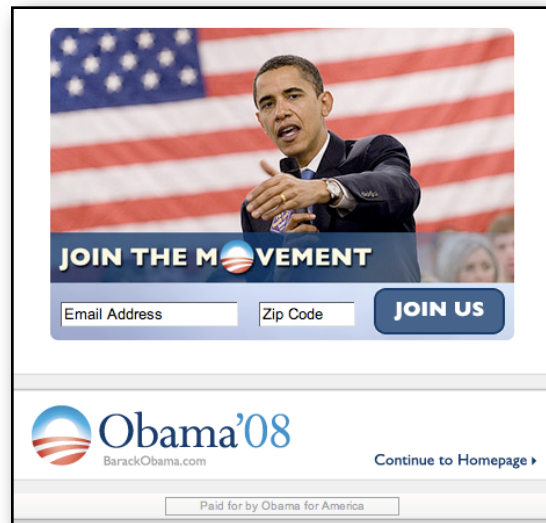 JOIN THE MOVEMENT
Email Address
Zip Code
JOIN US
Obama'08
BarackObama.com
Continue to Homepage
Paid for by Obama for America